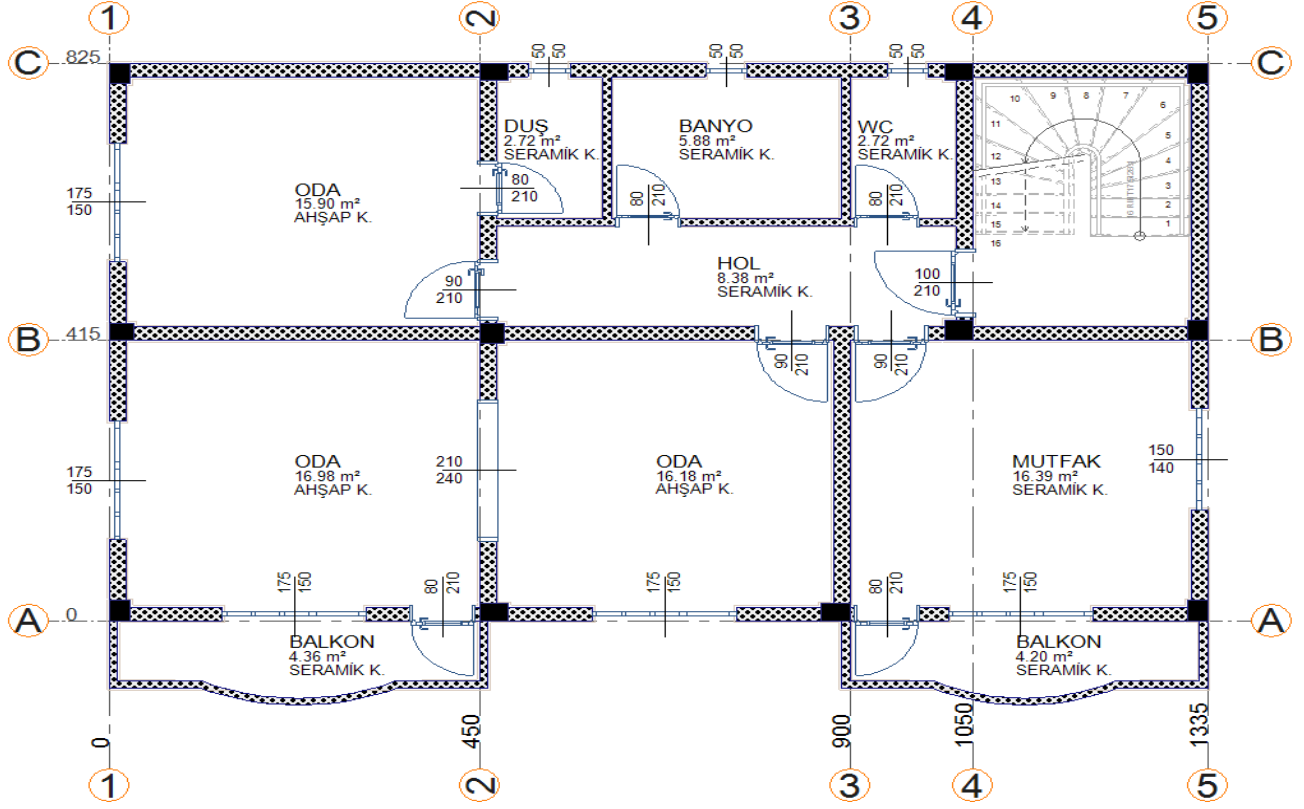 1
2
3
4
5
C
825
C
50
50
50
50
50
50
DUŞ
2.72 m²
SERAMİK K.
BANYO
5.88 m²
SERAMİK K.
WC
2.72 m²
SERAMİK K.
10
9
8
7
6
11
5
12
4
13
3
14
2
15
1
16
175
150
ODA
15.90 m²
AHŞAP K.
80
210
80
210
80
210
HOL
8.38 m²
SERAMİK K.
90
210
100
210
B
415
B
90
210
90
210
175
150
ODA
16.98 m²
AHŞAP K.
210
240
ODA
16.18 m²
AHŞAP K.
MUTFAK
16.39 m²
SERAMİK K.
150
140
175
150
80
210
175
150
80
210
175
150
A
0
A
BALKON
4.36 m²
SERAMİK K.
BALKON
4.20 m²
SERAMİK K.
0
450
900
1050
1335
1
2
3
4
5